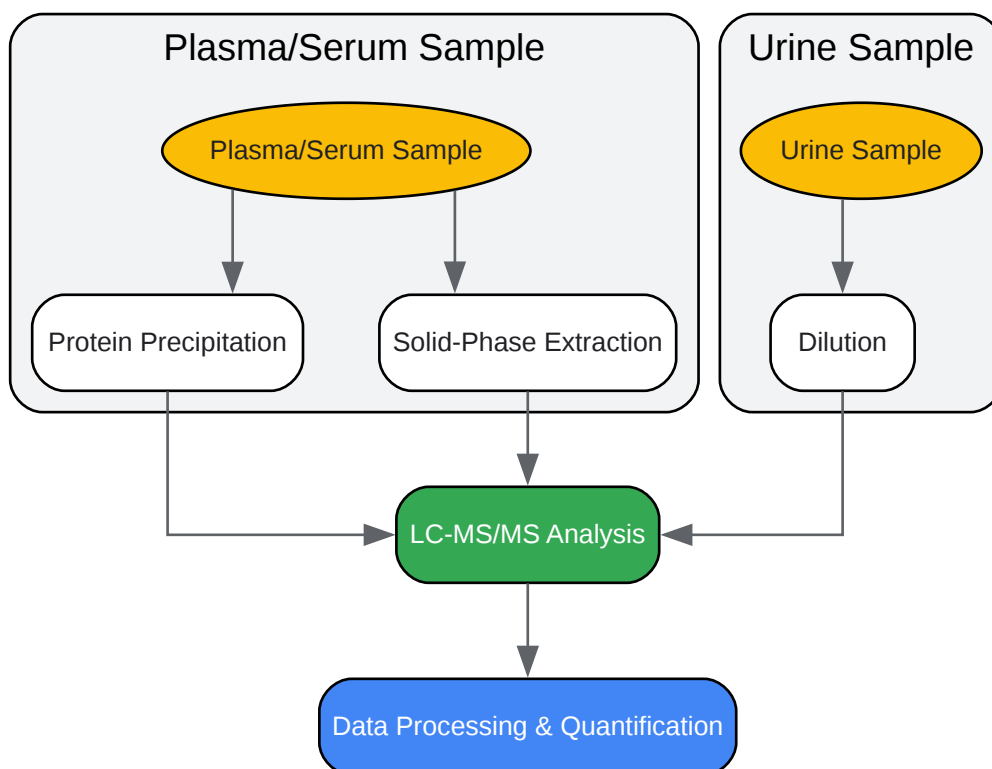 Plasma/Serum Sample
Urine Sample
Plasma/Serum Sample
Urine Sample
Protein Precipitation
Solid-Phase Extraction
Dilution
LC-MS/MS Analysis
Data Processing & Quantification